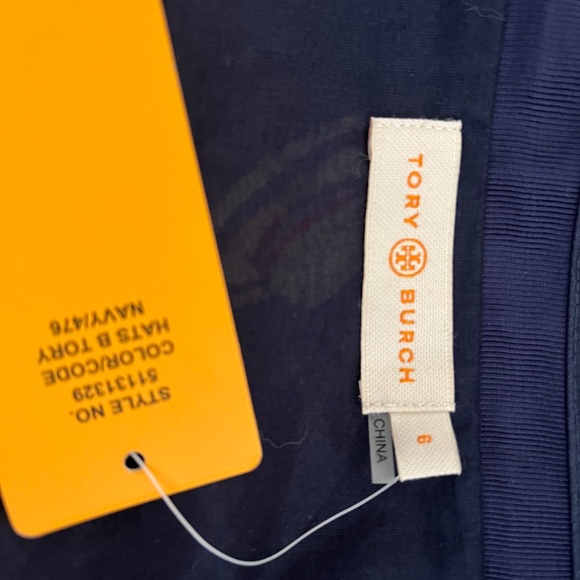 STYLE NO.
51131329
COLOR/CODE
HATS B TORY
NAVY/476
TORY BURCH
6
CHINA